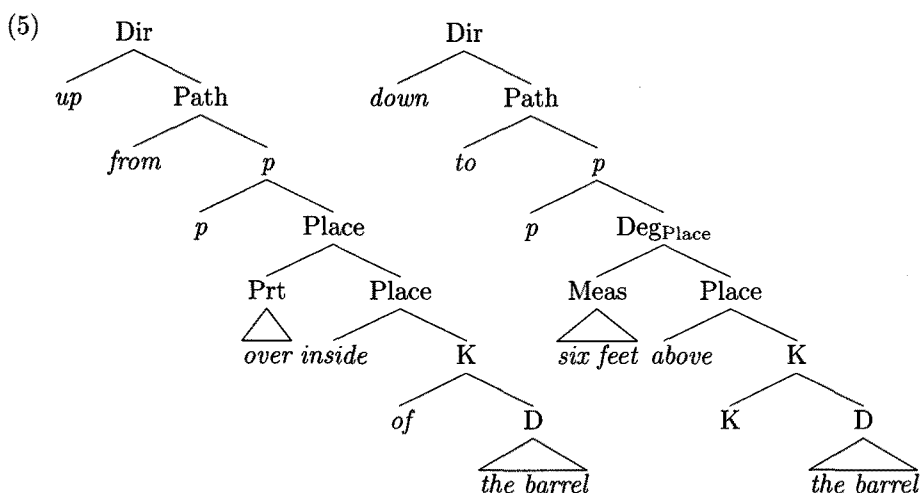 (5) Dir Dir
up Path down Path
from p to p
p Place p DegPlace
Prt Place Meas Place
over inside K six feet above K
of D K D
the barrel the barrel